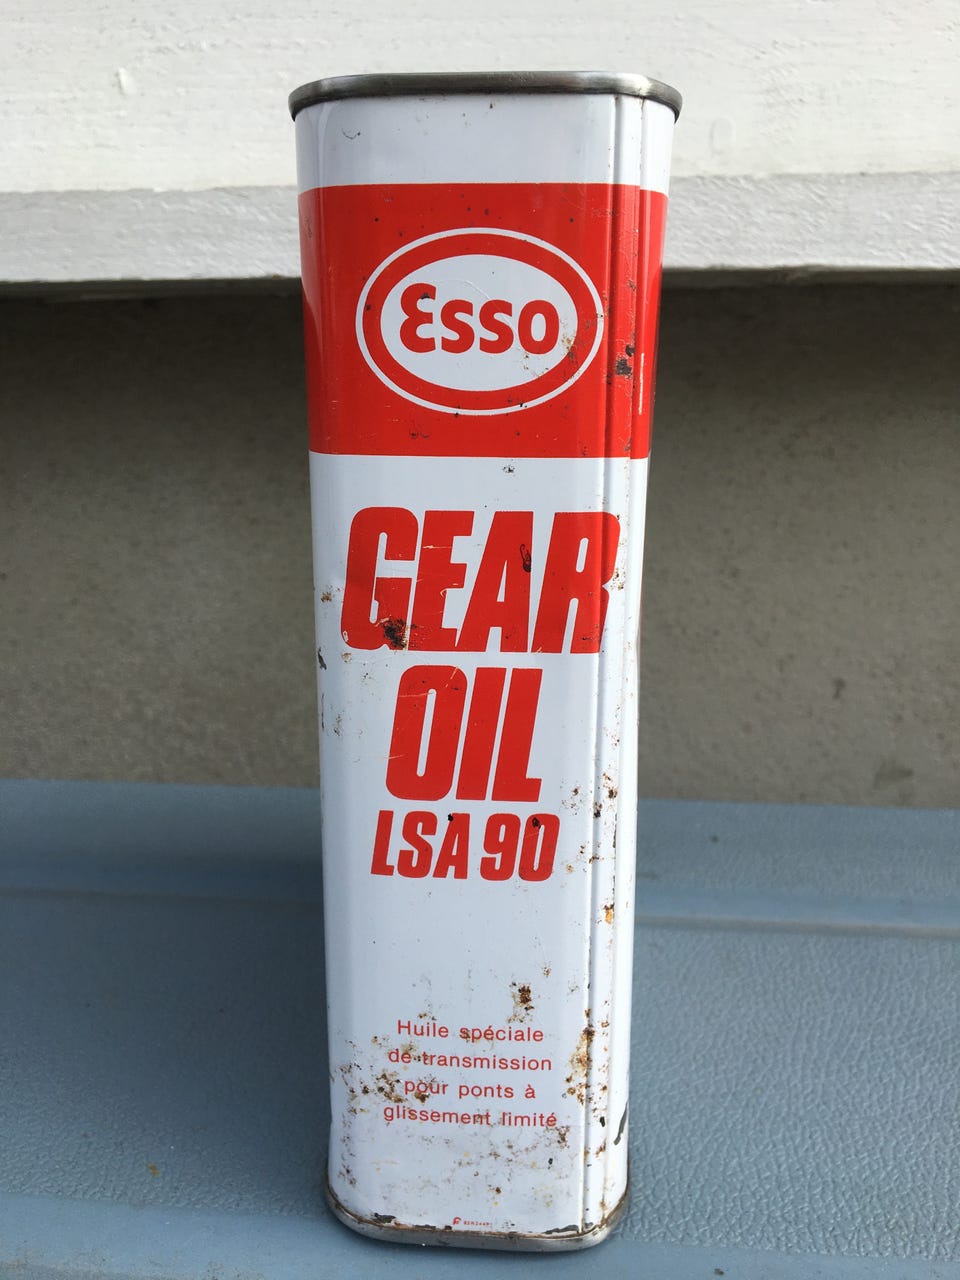 Esso
GEAR
OIL
LSA 90
Huile spéciale
de transmission
pour ponts à
glissement limité